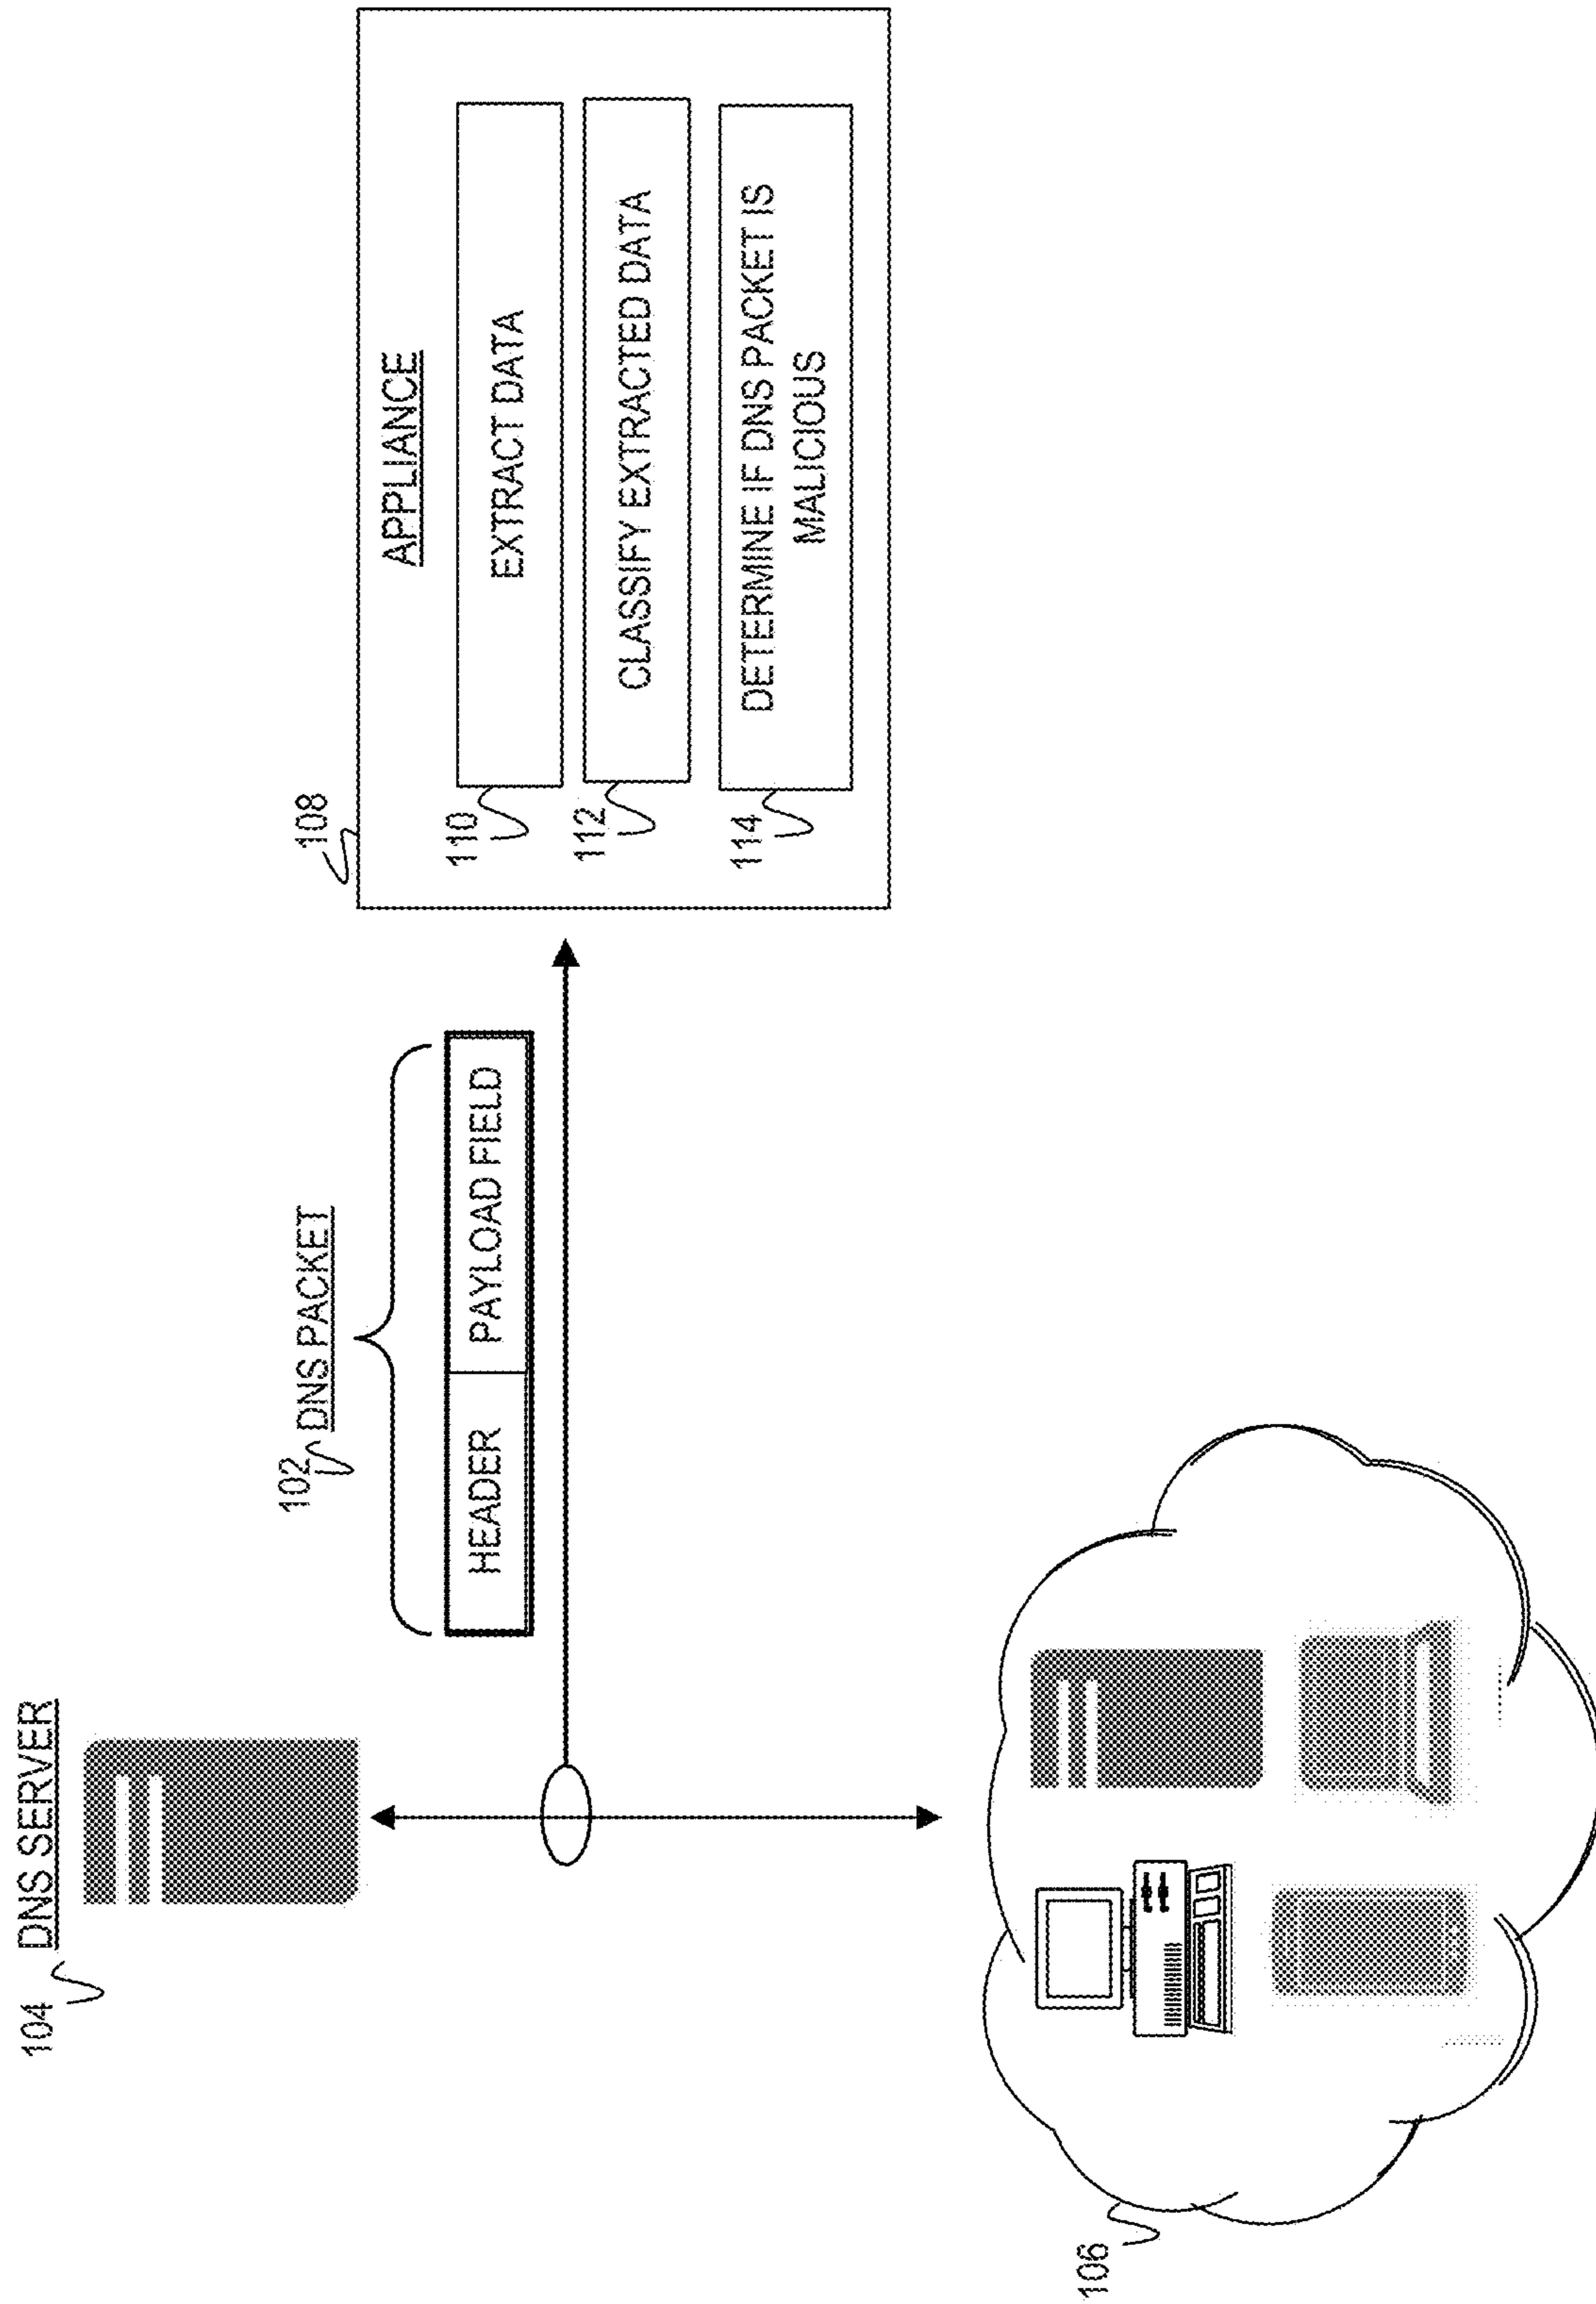 104
DNS SERVER
102
DNS PACKET
HEADER
PAYLOAD FIELD
108
APPLIANCE
110
EXTRACT DATA
112
CLASSIFY EXTRACTED DATA
114
DETERMINE IF DNS PACKET IS
MALICIOUS
106